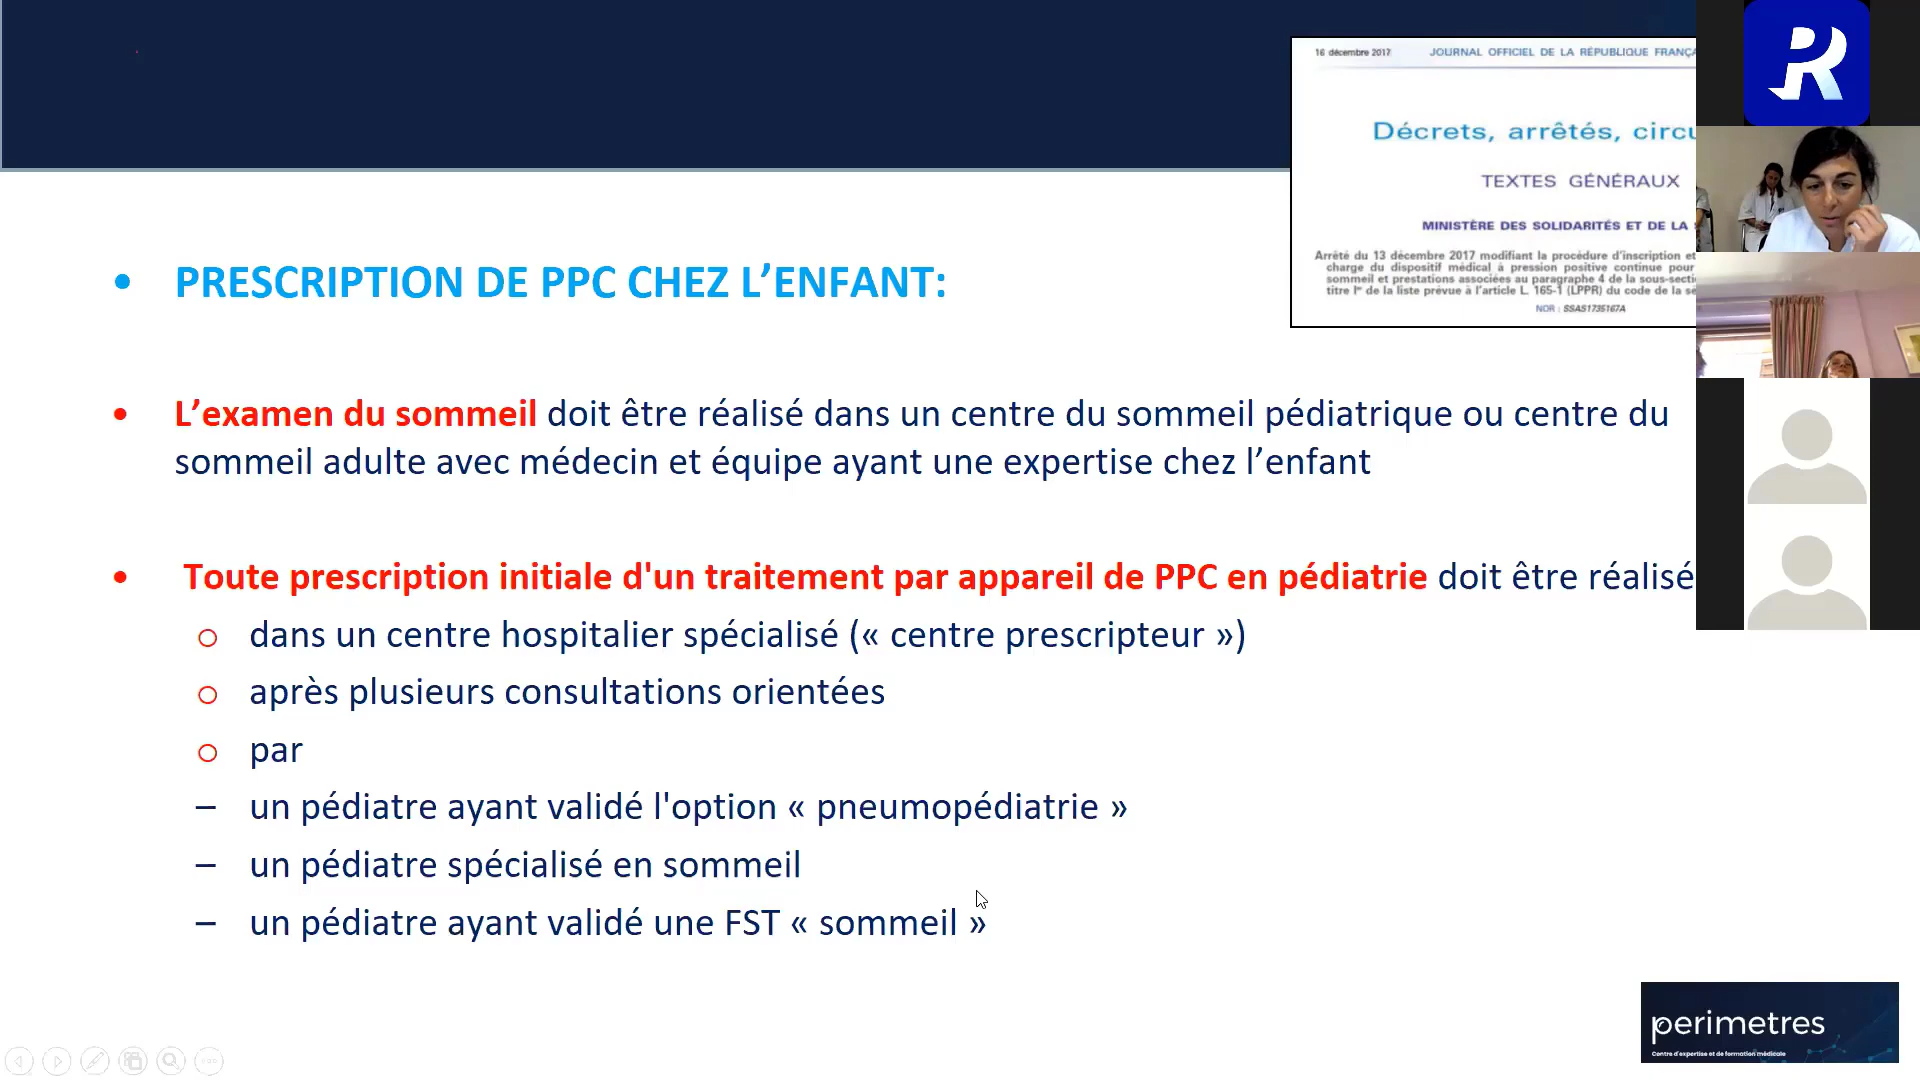 16 décembre 2017 JOURNAL OFFICIEL DE LA RÉPUBLIQUE FRANÇA
Décrets, arrêtés, circu
TEXTES GÉNÉRAUX
MINISTÈRE DES SOLIDARITÉS ET DE LA
Arrêté du 13 décembre 2017 modifiant la procédure d'inscription et
charge du dispositif médical à pression positive continue pour
sommeil et prestations associées au paragraphe 4 de la sous-secti
titre Iᵉʳ de la liste prévue à l'article L. 165-1 (LPPR) du code de la sé
NOR : SSAS1735167A
• PRESCRIPTION DE PPC CHEZ L’ENFANT:
• L’examen du sommeil doit être réalisé dans un centre du sommeil pédiatrique ou centre du
sommeil adulte avec médecin et équipe ayant une expertise chez l’enfant
• Toute prescription initiale d'un traitement par appareil de PPC en pédiatrie doit être réalisé
o dans un centre hospitalier spécialisé (« centre prescripteur »)
o après plusieurs consultations orientées
o par
– un pédiatre ayant validé l'option « pneumopédiatrie »
– un pédiatre spécialisé en sommeil
– un pédiatre ayant validé une FST « sommeil »
perimetres
Centre d'expertise et de formation médicale